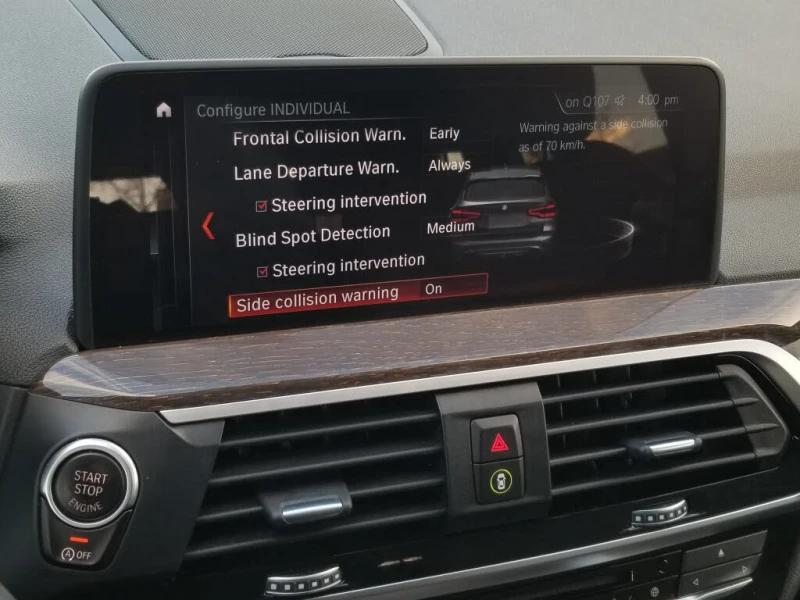 Configure INDIVIDUAL
on Q107 4:00 pm
Frontal Collision Warn. Early
Lane Departure Warn. Always
Steering intervention
Blind Spot Detection Medium
Steering intervention
Side collision warning On
Warning against a side collision
as of 70 km/h.
START
STOP
ENGINE
A OFF